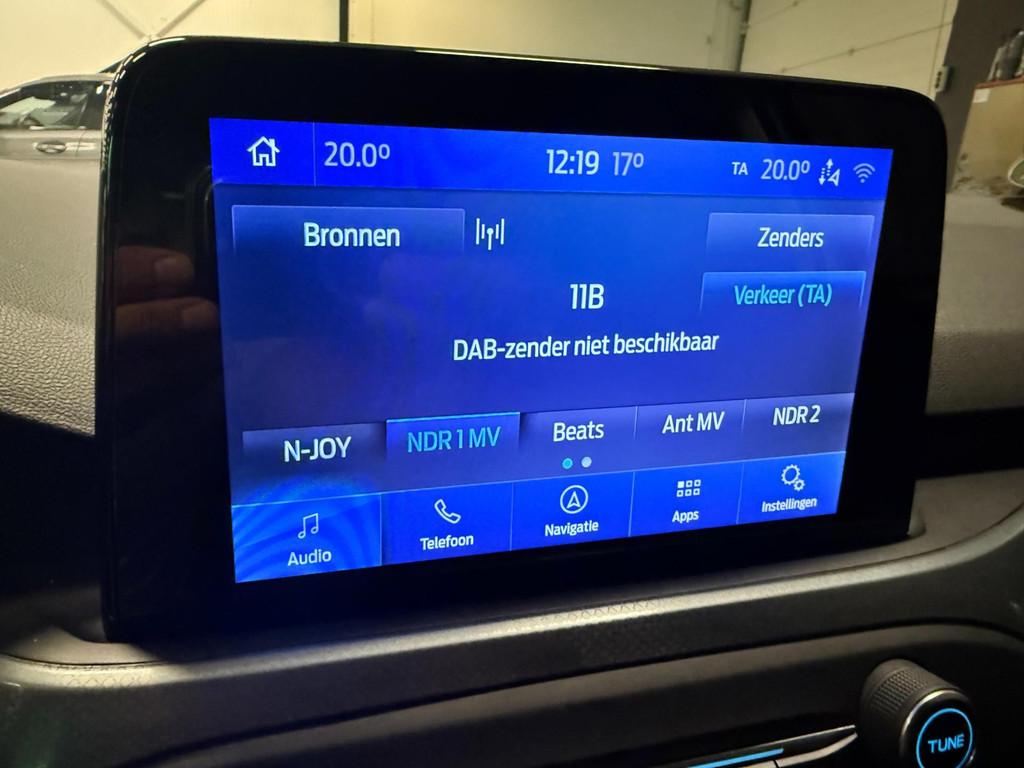 20.0° 12:19 17° TA 20.0°
Bronnen
Zenders
11B
Verkeer (TA)
DAB-zender niet beschikbaar
N-JOY NDR 1 MV Beats Ant MV NDR 2
Audio Telefoon Navigatie Apps Instellingen
TUNE